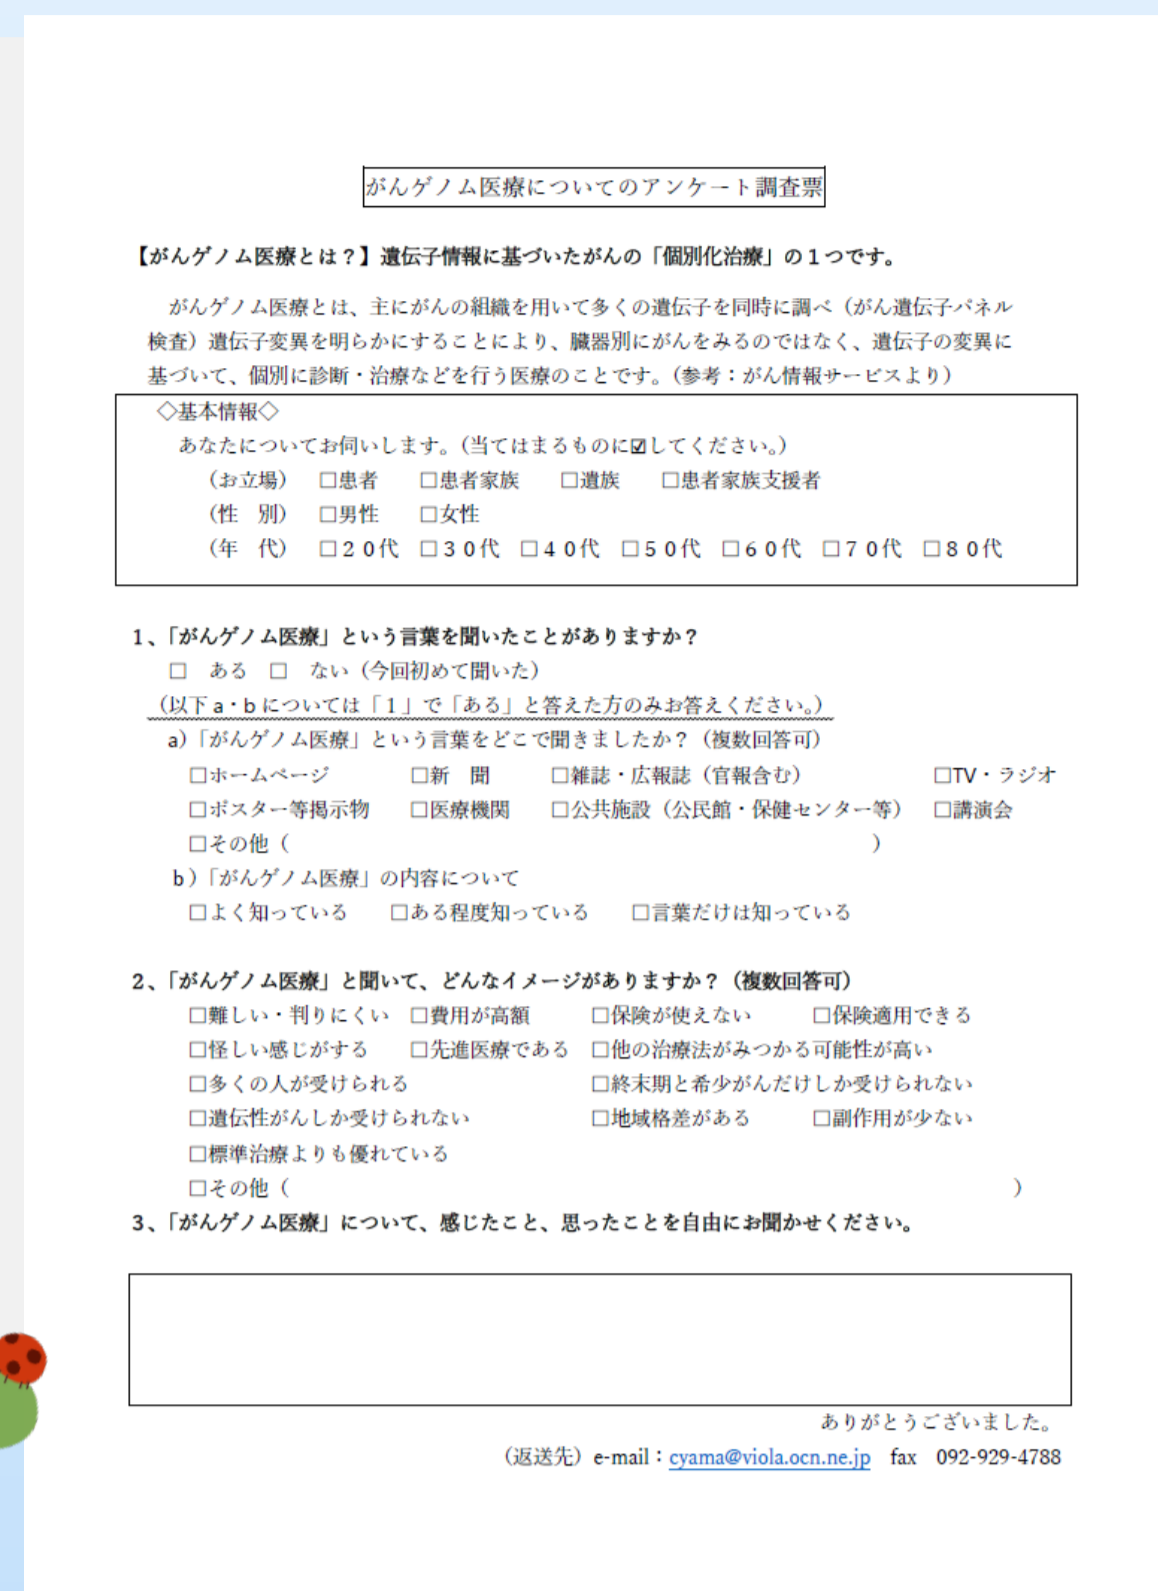 がんゲノム医療についてのアンケート調査票
【がんゲノム医療とは？】遺伝子情報に基づいたがんの「個別化治療」の１つです。
がんゲノム医療とは、主にがんの組織を用いて多くの遺伝子を同時に調べ（がん遺伝子パネル
検査）遺伝子変異を明らかにすることにより、臓器別にがんをみるのではなく、遺伝子の変異に
基づいて、個別に診断・治療などを行う医療のことです。（参考：がん情報サービスより）
◇基本情報◇
あなたについてお伺いします。（当てはまるものに☑してください。）
（お立場） □患者 □患者家族 □遺族 □患者家族支援者
（性　別） □男性 □女性
（年　代） □２０代 □３０代 □４０代 □５０代 □６０代 □７０代 □８０代
１、「がんゲノム医療」という言葉を聞いたことがありますか？
□　ある　□　ない（今回初めて聞いた）
（以下 a・b については「１」で「ある」と答えた方のみお答えください。）
a）「がんゲノム医療」という言葉をどこで聞きましたか？（複数回答可）
□ホームページ □新　聞 □雑誌・広報誌（官報含む） □TV・ラジオ
□ポスター等掲示物 □医療機関 □公共施設（公民館・保健センター等） □講演会
□その他（　　　）
b）「がんゲノム医療」の内容について
□よく知っている □ある程度知っている □言葉だけは知っている
２、「がんゲノム医療」と聞いて、どんなイメージがありますか？（複数回答可）
□難しい・判りにくい □費用が高額 □保険が使えない □保険適用できる
□怪しい感じがする □先進医療である □他の治療法がみつかる可能性が高い
□多くの人が受けられる □終末期と希少がんだけしか受けられない
□遺伝性がんしか受けられない □地域格差がある □副作用が少ない
□標準治療よりも優れている
□その他（　　　）
３、「がんゲノム医療」について、感じたこと、思ったことを自由にお聞かせください。
ありがとうございました。
（返送先）e-mail：cyama@viola.ocn.ne.jp　fax　092-929-4788